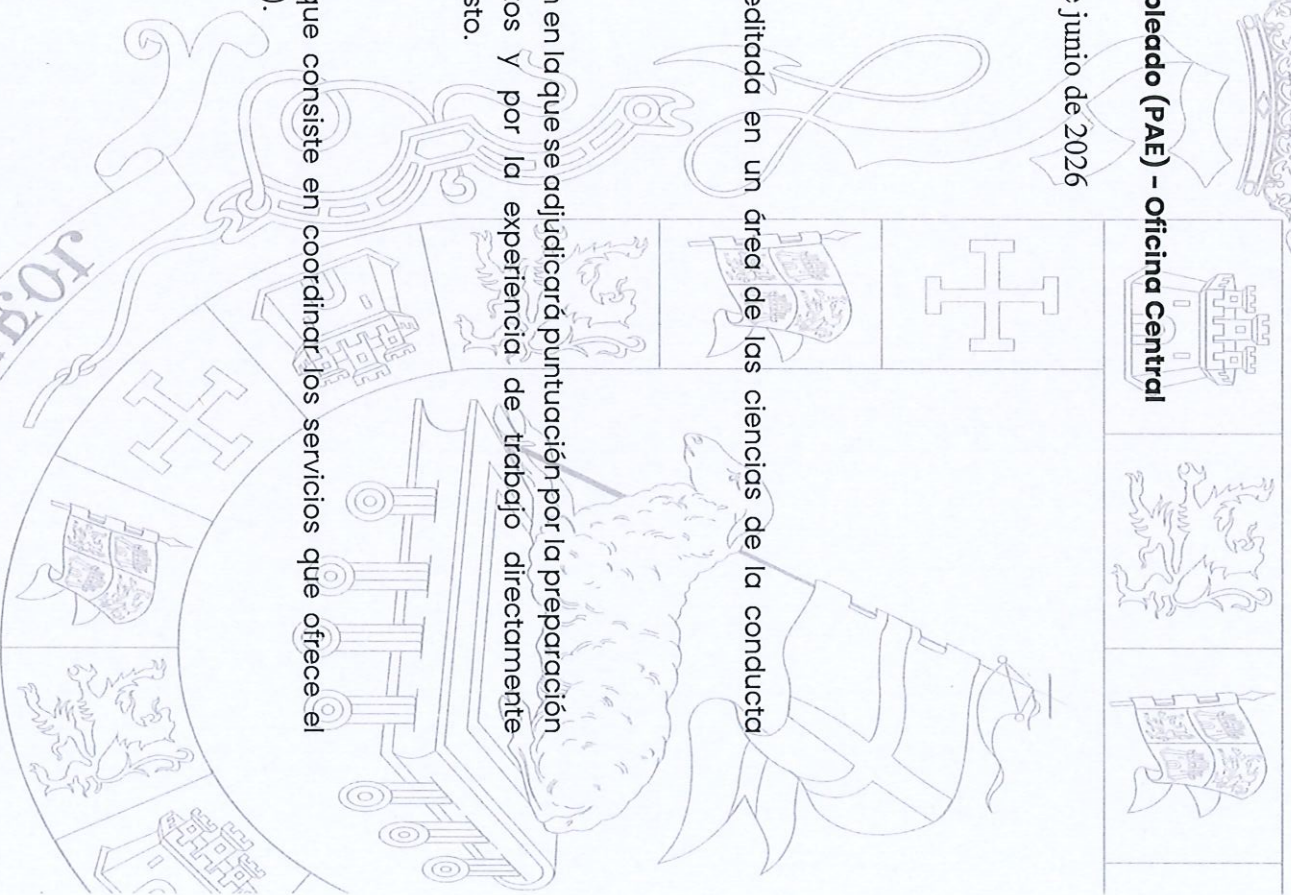 pleado (PAE) – Oficina Central
e junio de 2026
editada en un área de las ciencias de la conducta
n en la que se adjudicará puntuación por la preparación
os y por la experiencia de trabajo directamente
sto.
que consiste en coordinar los servicios que ofrece el
).